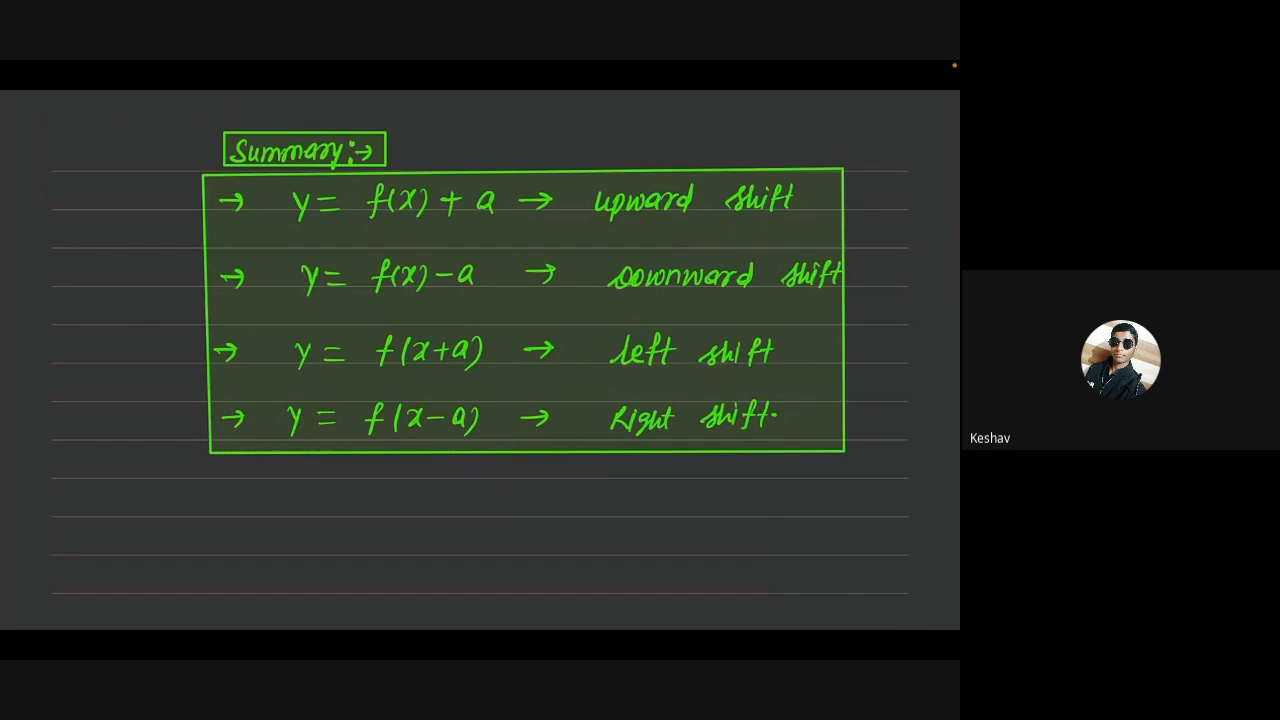 Summary:→
→ y = f(x) + a → upward shift
→ y = f(x) - a → Downward shift
→ y = f(x+a) → left shift
→ y = f(x-a) → Right shift.
Keshav